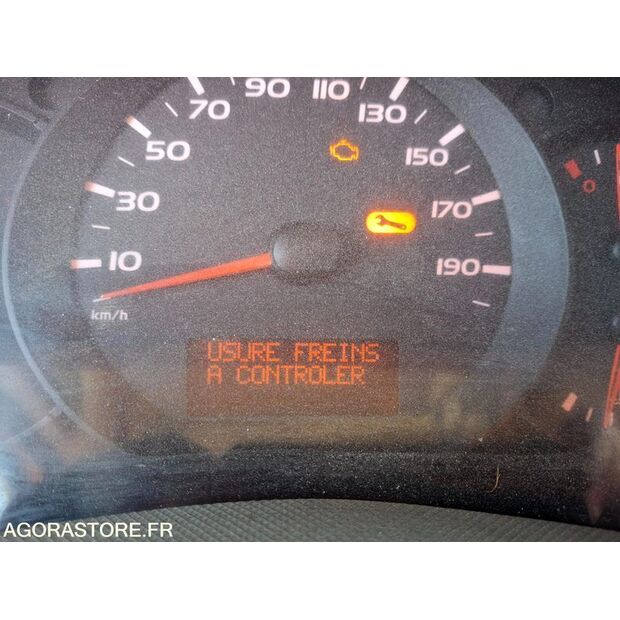 10
30
50
70
90
110
130
150
170
190
km/h
USURE FREINS
A CONTROLER
AGORASTORE.FR